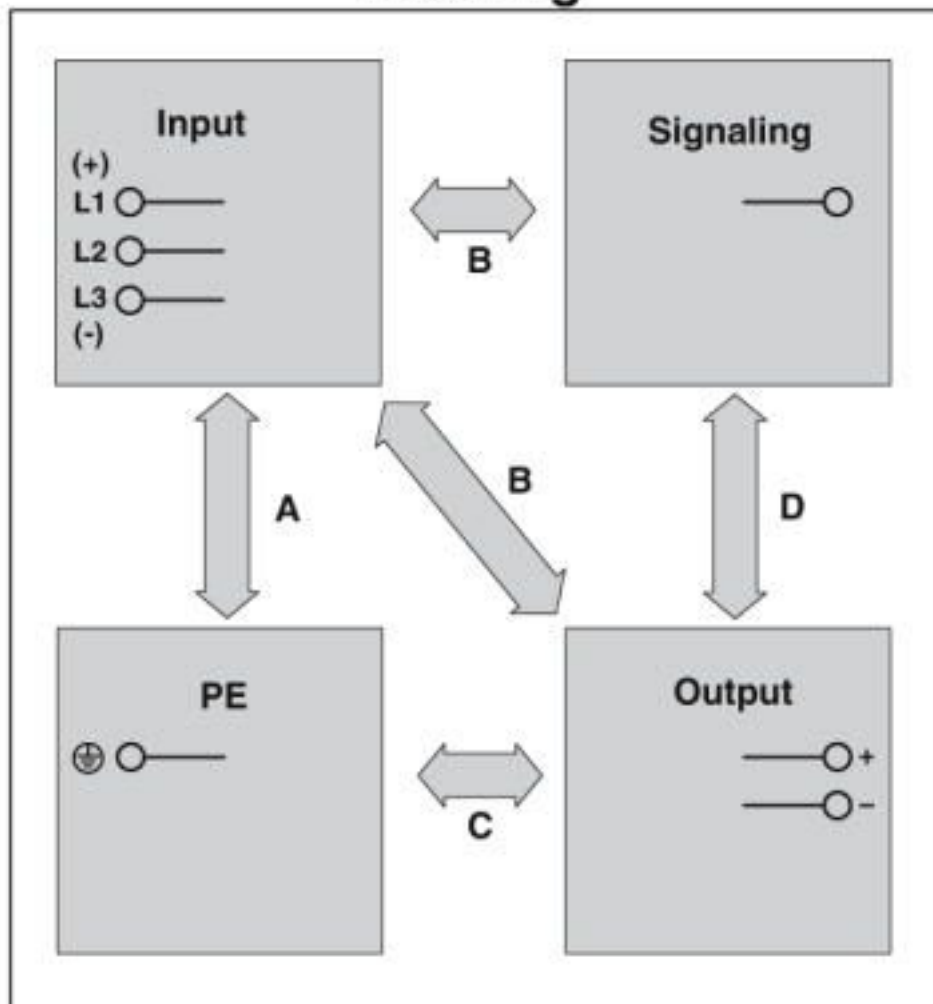 Input
(+)
L1
L2
L3
(-)
Signaling
B
A
B
D
PE
Output
+
–
C